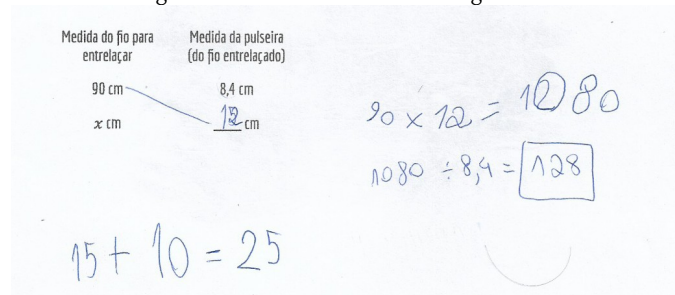 Medida do fio para entrelaçar
Medida da pulseira (do fio entrelaçado)
90 cm 8,4 cm
x cm 12 cm
90 x 12 = 1080
1080 ÷ 8,4 = 128
15 + 10 = 25